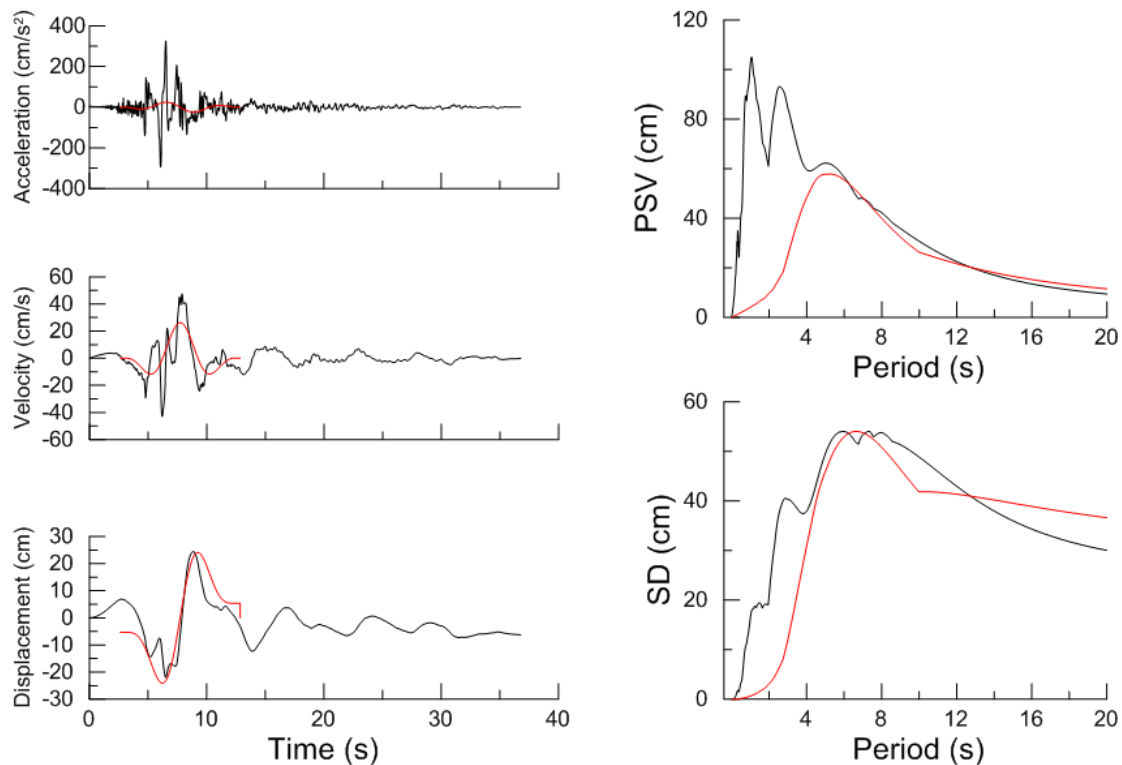 Acceleration (cm/s²)
400
200
0
-200
-400
Velocity (cm/s)
60
40
20
0
-20
-40
-60
Displacement (cm)
30
20
10
0
-10
-20
-30
0 10 20 30 40
Time (s)
PSV (cm)
120
80
40
0
4 8 12 16 20
Period (s)
SD (cm)
60
40
20
0
4 8 12 16 20
Period (s)